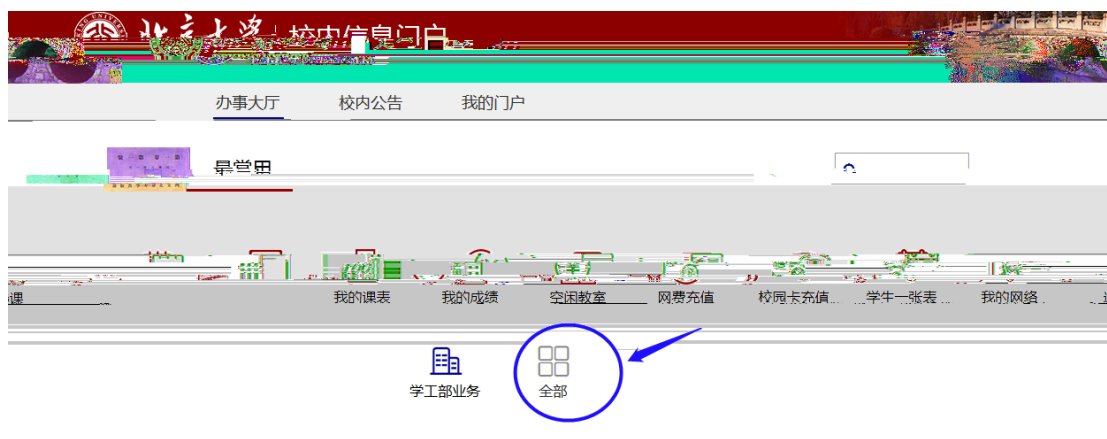 北京大学 校内信息门户
办事大厅 校内公告 我的门户
最常用
课 我的课表 我的成绩 空闲教室 网费充值 校园卡充值 学生一张表 我的网络
学工部业务 全部